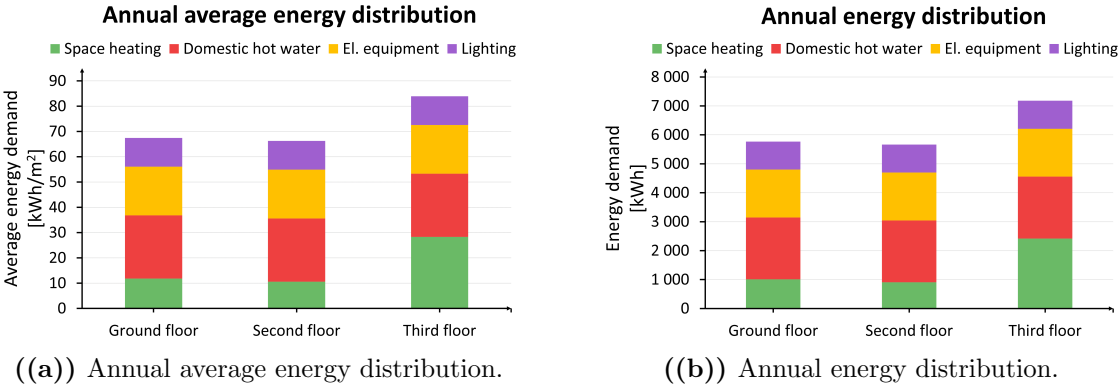 Annual average energy distribution
Space heating Domestic hot water El. equipment Lighting
Average energy demand
[kWh/m²]
90
80
70
60
50
40
30
20
10
0
Ground floor Second floor Third floor
((a)) Annual average energy distribution.
Annual energy distribution
Space heating Domestic hot water El. equipment Lighting
Energy demand
[kWh]
8 000
7 000
6 000
5 000
4 000
3 000
2 000
1 000
0
Ground floor Second floor Third floor
((b)) Annual energy distribution.